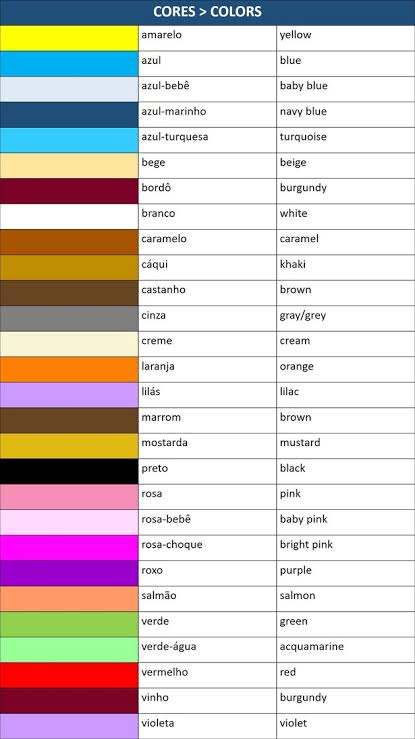 CORES > COLORS
amarelo yellow
azul blue
azul-bebê baby blue
azul-marinho navy blue
azul-turquesa turquoise
bege beige
bordô burgundy
branco white
caramelo caramel
cáqui khaki
castanho brown
cinza gray/grey
creme cream
laranja orange
lilás lilac
marrom brown
mostarda mustard
preto black
rosa pink
rosa-bebê baby pink
rosa-choque bright pink
roxo purple
salmão salmon
verde green
verde-água acquamarine
vermelho red
vinho burgundy
violeta violet